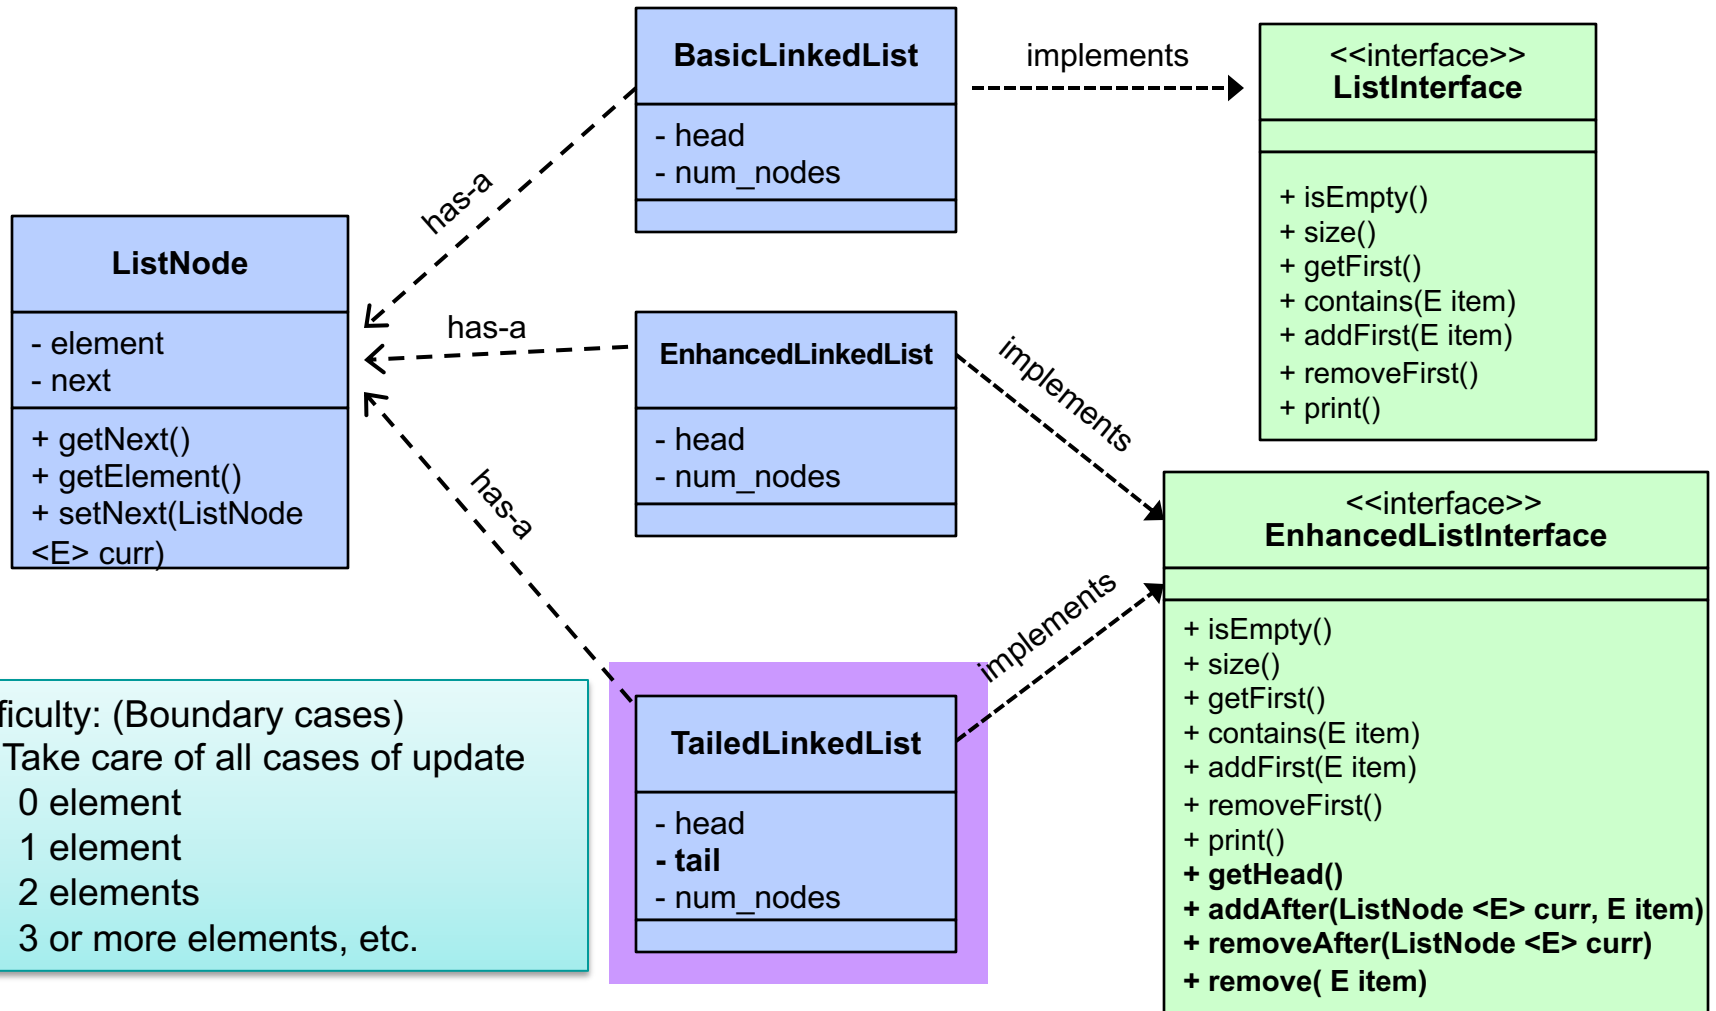 BasicLinkedList
- head
- num_nodes
implements
<<interface>>
ListInterface
+ isEmpty()
+ size()
+ getFirst()
+ contains(E item)
+ addFirst(E item)
+ removeFirst()
+ print()
has-a
ListNode
- element
- next
+ getNext()
+ getElement()
+ setNext(ListNode
<E> curr)
has-a
EnhancedLinkedList
- head
- num_nodes
implements
<<interface>>
EnhancedListInterface
+ isEmpty()
+ size()
+ getFirst()
+ contains(E item)
+ addFirst(E item)
+ removeFirst()
+ print()
+ getHead()
+ addAfter(ListNode <E> curr, E item)
+ removeAfter(ListNode <E> curr)
+ remove( E item)
has-a
implements
TailedLinkedList
- head
- tail
- num_nodes
ficulty: (Boundary cases)
Take care of all cases of update
0 element
1 element
2 elements
3 or more elements, etc.